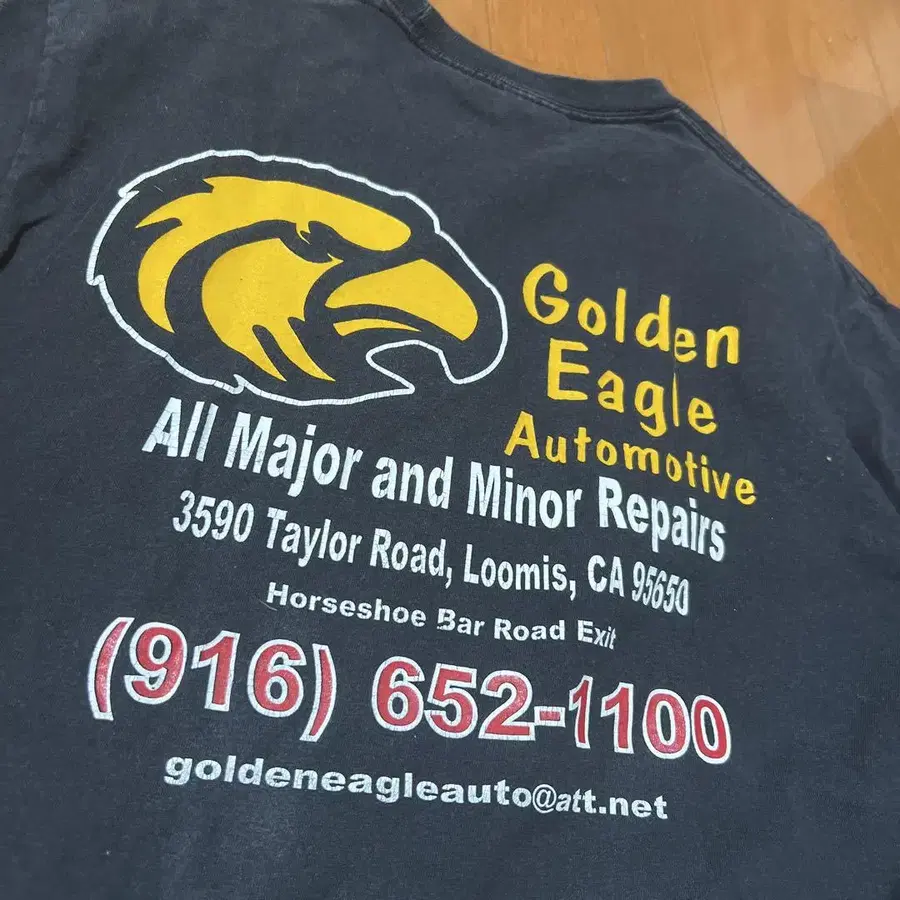 Golden
Eagle
Automotive
All Major and Minor Repairs
3590 Taylor Road, Loomis, CA 95650
Horseshoe Bar Road Exit
(916) 652-1100
goldeneagleauto@att.net